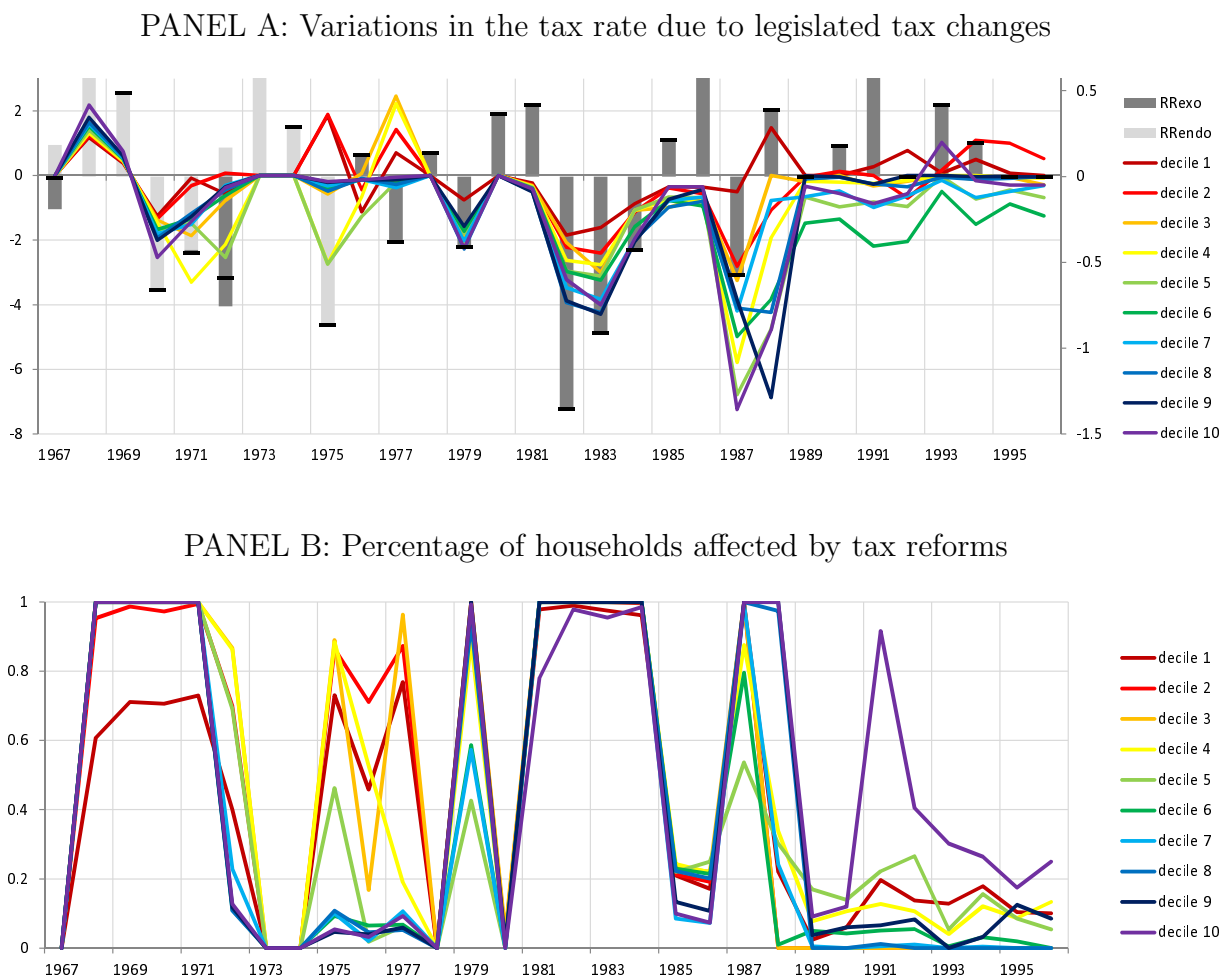 PANEL A: Variations in the tax rate due to legislated tax changes
2
0
-2
-4
-6
-8
0.5
0
-0.5
-1
-1.5
1967 1969 1971 1973 1975 1977 1979 1981 1983 1985 1987 1989 1991 1993 1995
RRexo
RRendo
decile 1
decile 2
decile 3
decile 4
decile 5
decile 6
decile 7
decile 8
decile 9
decile 10
PANEL B: Percentage of households affected by tax reforms
1
0.8
0.6
0.4
0.2
0
1967 1969 1971 1973 1975 1977 1979 1981 1983 1985 1987 1989 1991 1993 1995
decile 1
decile 2
decile 3
decile 4
decile 5
decile 6
decile 7
decile 8
decile 9
decile 10